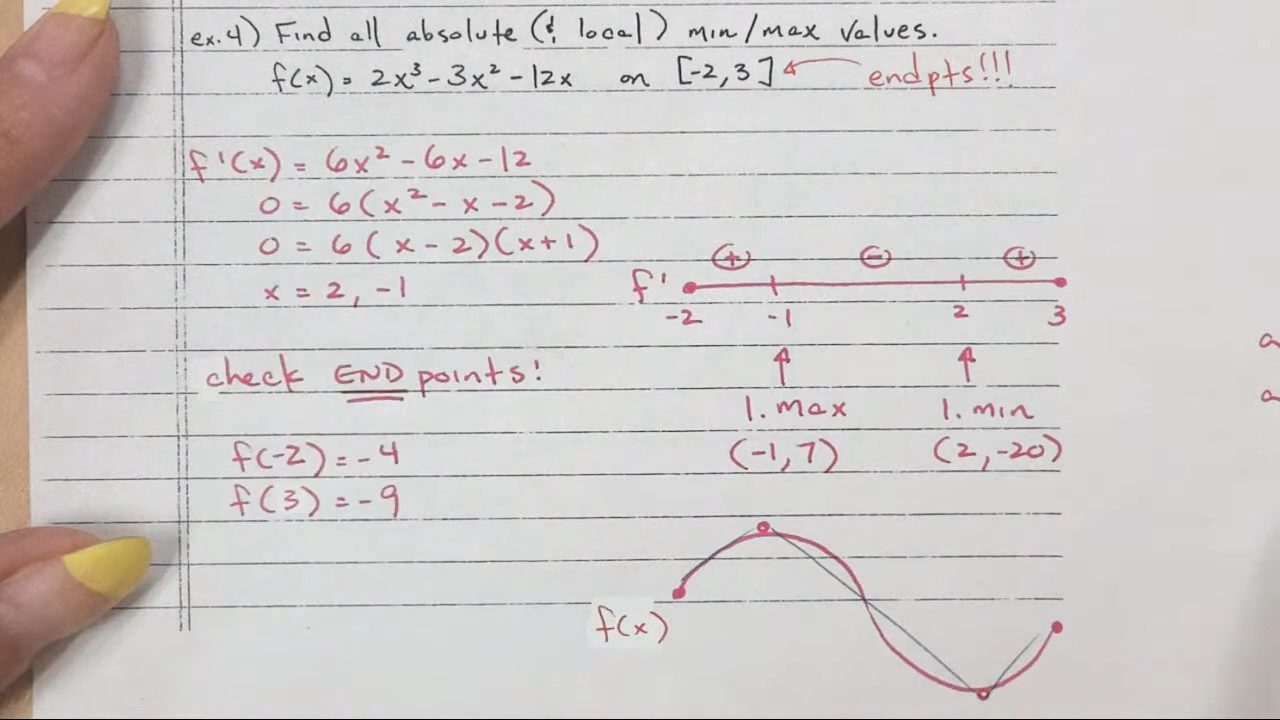 ex. 4) Find all absolute (& local) min/max values.
f(x) = 2x³ - 3x² - 12x on [-2, 3] endpts!!!
f'(x) = 6x² - 6x - 12
0 = 6(x² - x - 2)
0 = 6(x - 2)(x + 1)
x = 2, -1
⊕ ⊖ ⊕
f'
-2 -1 2 3
check END points!
l. max l. min
(-1, 7) (2, -20)
f(-2) = -4
f(3) = -9
f(x)